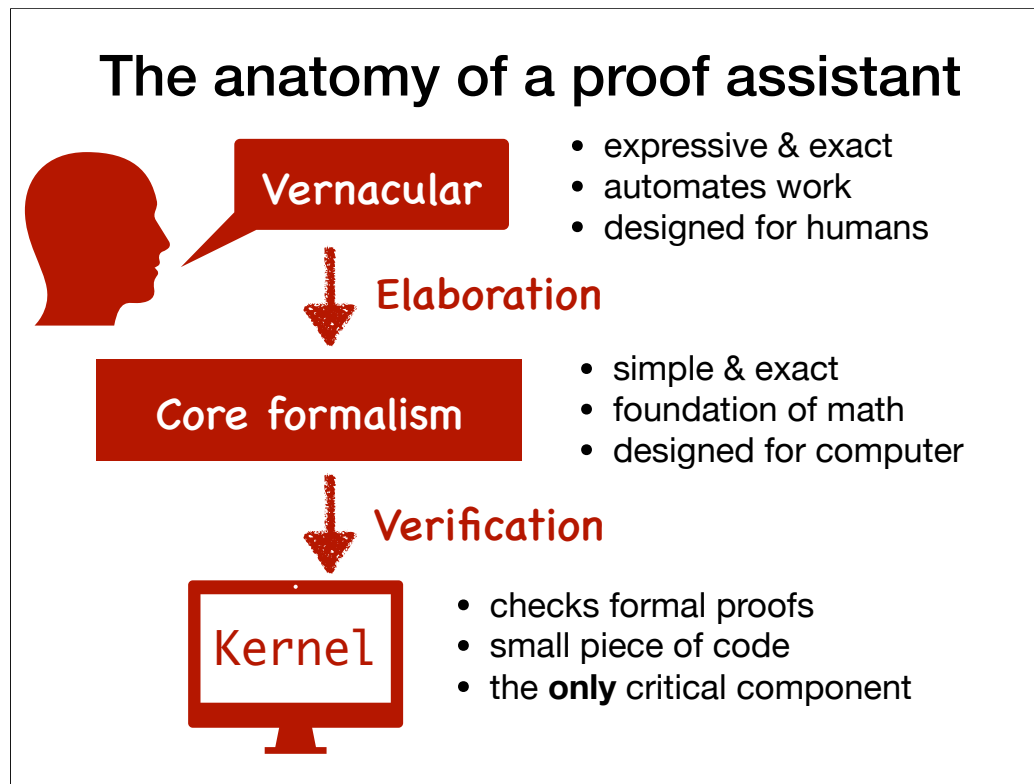 The anatomy of a proof assistant
Vernacular
• expressive & exact
• automates work
• designed for humans
Elaboration
Core formalism
• simple & exact
• foundation of math
• designed for computer
Verification
Kernel
• checks formal proofs
• small piece of code
• the only critical component